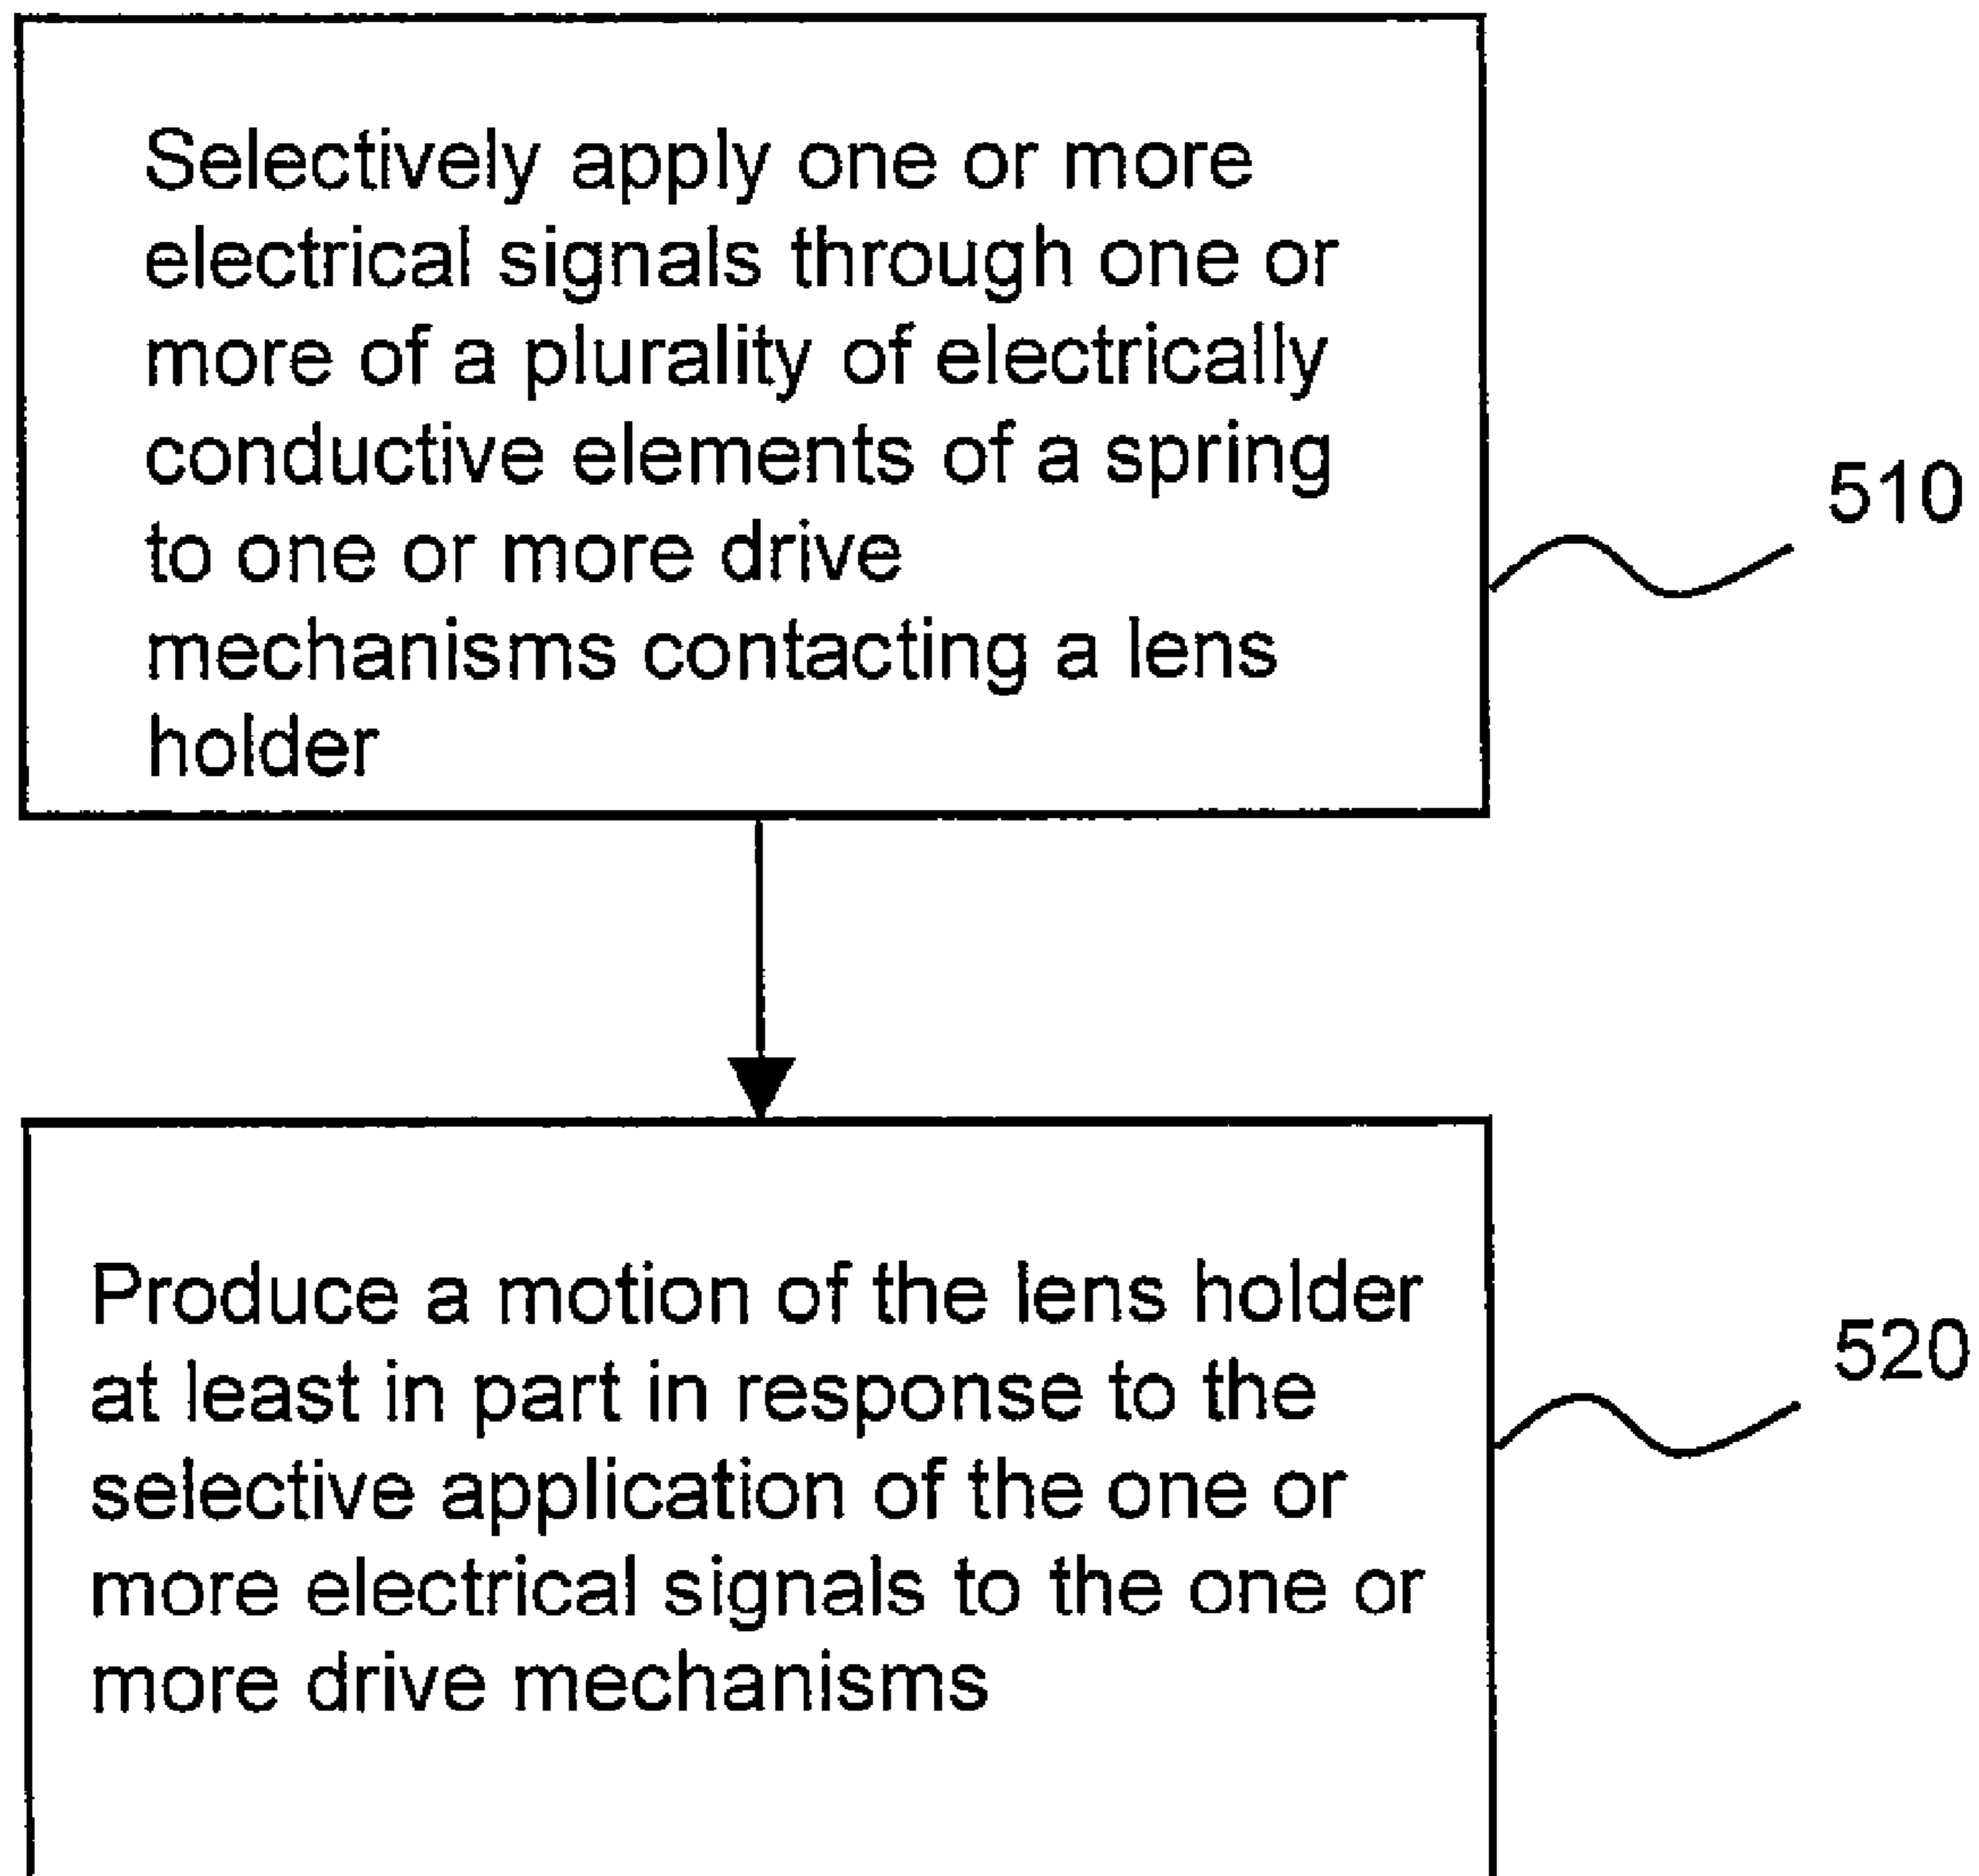 Selectively apply one or more
electrical signals through one or
more of a plurality of electrically
conductive elements of a spring
to one or more drive
mechanisms contacting a lens
holder
510
Produce a motion of the lens holder
at least in part in response to the
selective application of the one or
more electrical signals to the one or
more drive mechanisms
520